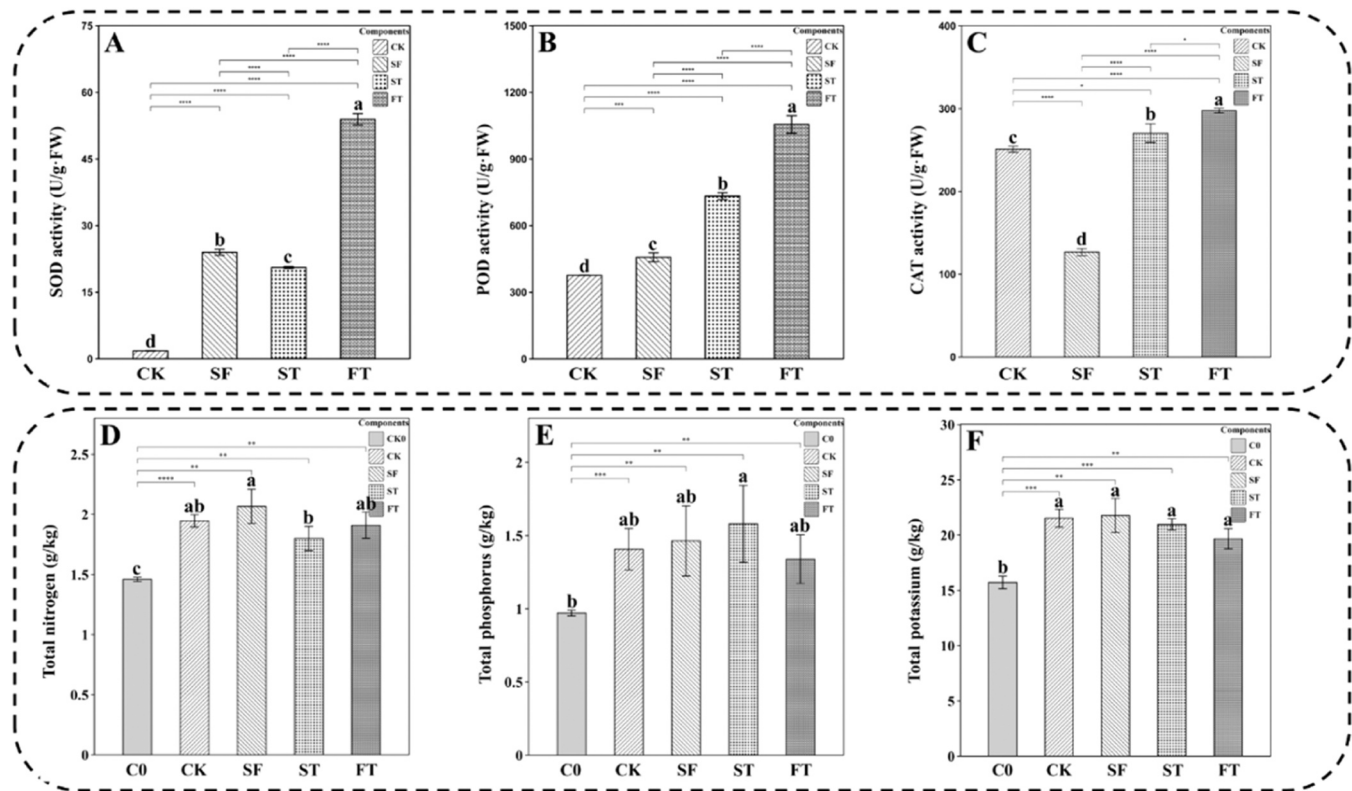 A
Components
CK
SF
ST
FT
SOD activity (U/g·FW)
75
60
45
30
15
0
****
****
****
****
****
****
d
b
c
a
CK SF ST FT
B
Components
CK
SF
ST
FT
POD activity (U/g·FW)
1500
1200
900
600
300
0
****
****
****
****
****
***
d
c
b
a
CK SF ST FT
C
Components
CK
SF
ST
FT
CAT activity (U/g·FW)
400
300
200
100
0
*
****
****
****
*
****
c
d
b
a
CK SF ST FT
D
Components
CK0
CK
SF
ST
FT
Total nitrogen (g/kg)
2.5
2
1.5
1
0.5
0
**
**
**
****
c
ab
a
b
ab
C0 CK SF ST FT
E
Components
C0
CK
SF
ST
FT
Total phosphorus (g/kg)
2
1.5
1
0.5
0
**
**
**
***
b
ab
ab
a
ab
C0 CK SF ST FT
F
Components
C0
CK
SF
ST
FT
Total potassium (g/kg)
30
25
20
15
10
5
0
**
***
**
***
b
a
a
a
a
C0 CK SF ST FT